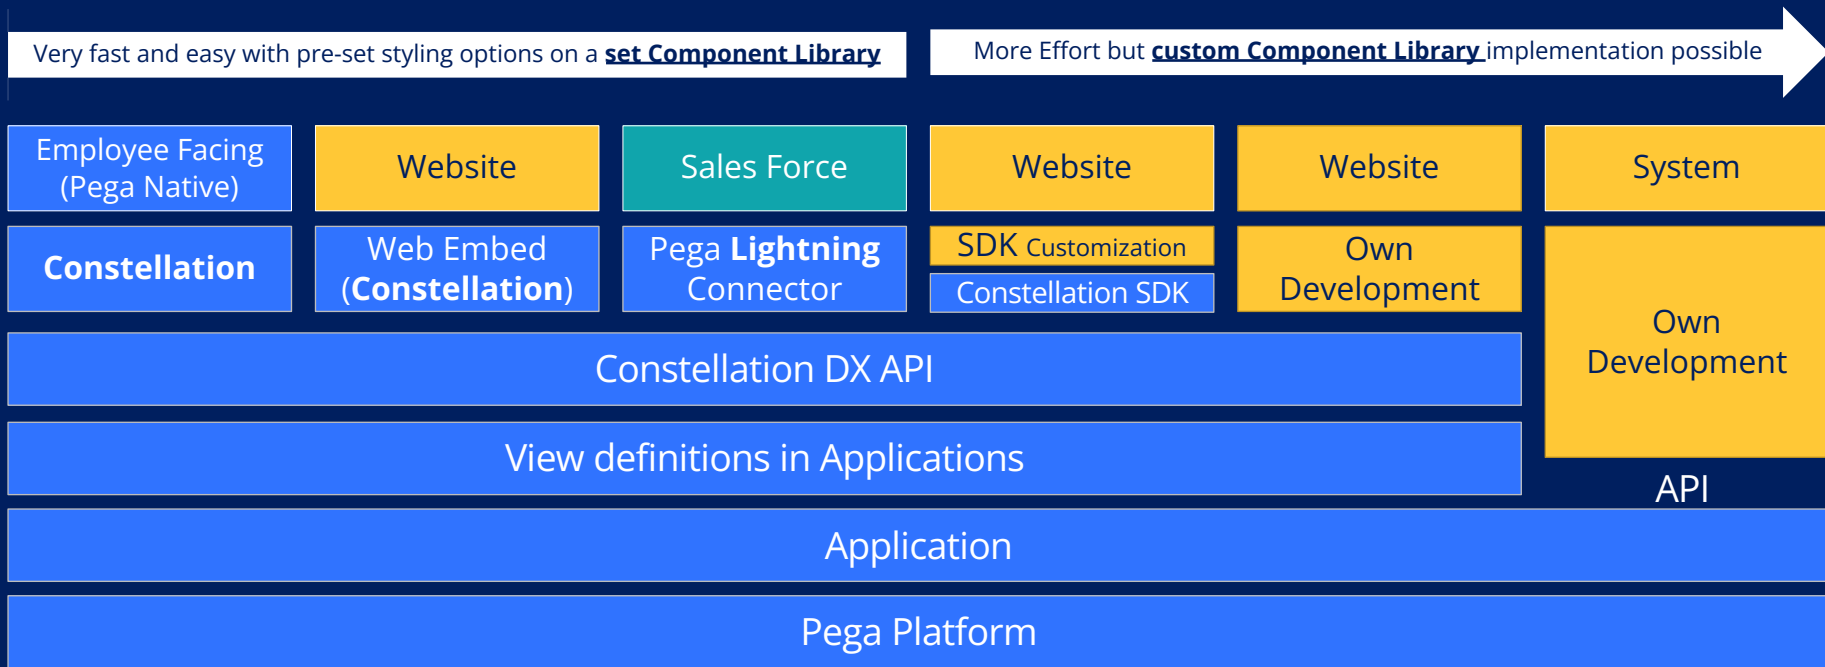 Very fast and easy with pre-set styling options on a set Component Library
More Effort but custom Component Library implementation possible
Employee Facing
(Pega Native)
Website
Sales Force
Website
Website
System
Constellation
Web Embed
(Constellation)
Pega Lightning
Connector
SDK Customization
Constellation SDK
Own
Development
Own
Development
Constellation DX API
View definitions in Applications
API
Application
Pega Platform